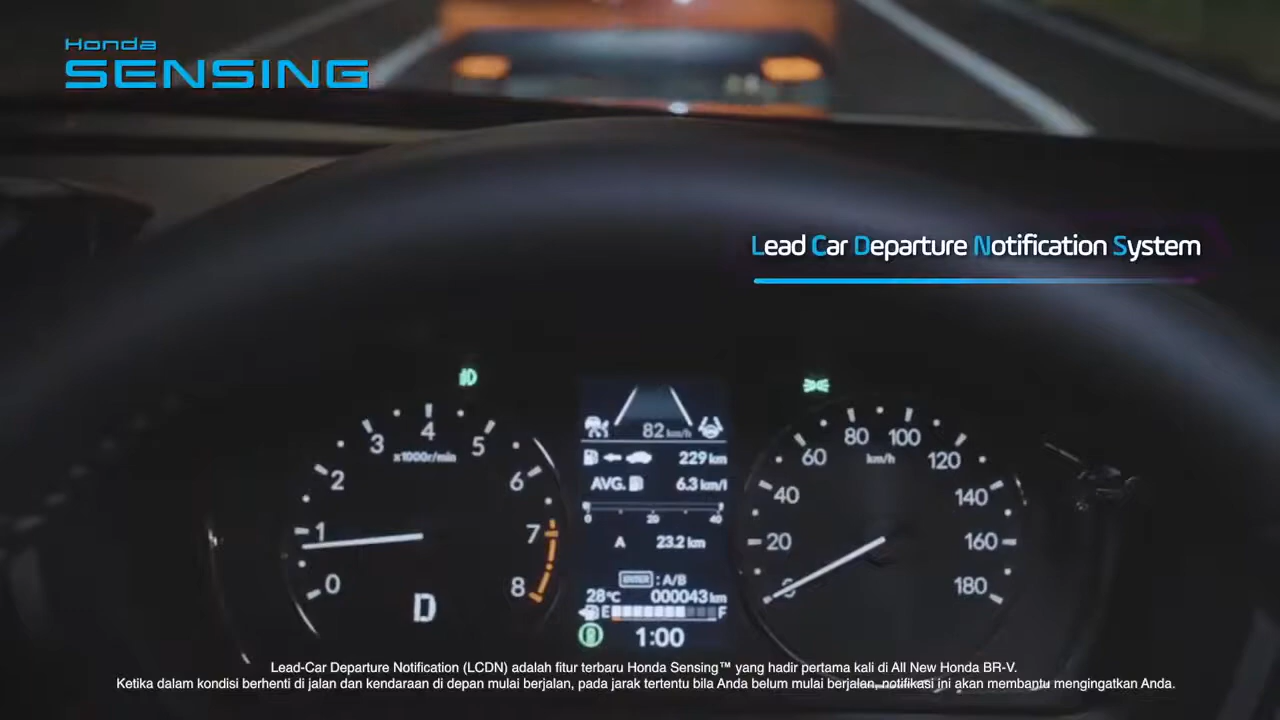 Honda
SENSING
Lead Car Departure Notification System
3 4 5
x1000r/min
2 6
1 7
0 8
D
82 km/h
229 km
AVG. 6.3 km/l
0 20 40
A 23.2 km
ENTER : A/B
28°C 000043 km
E F
1:00
80 100
60 km/h 120
40 140
20 160
0 180
Lead-Car Departure Notification (LCDN) adalah fitur terbaru Honda Sensing™ yang hadir pertama kali di All New Honda BR-V.
Ketika dalam kondisi berhenti di jalan dan kendaraan di depan mulai berjalan, pada jarak tertentu bila Anda belum mulai berjalan, notifikasi ini akan membantu mengingatkan Anda.